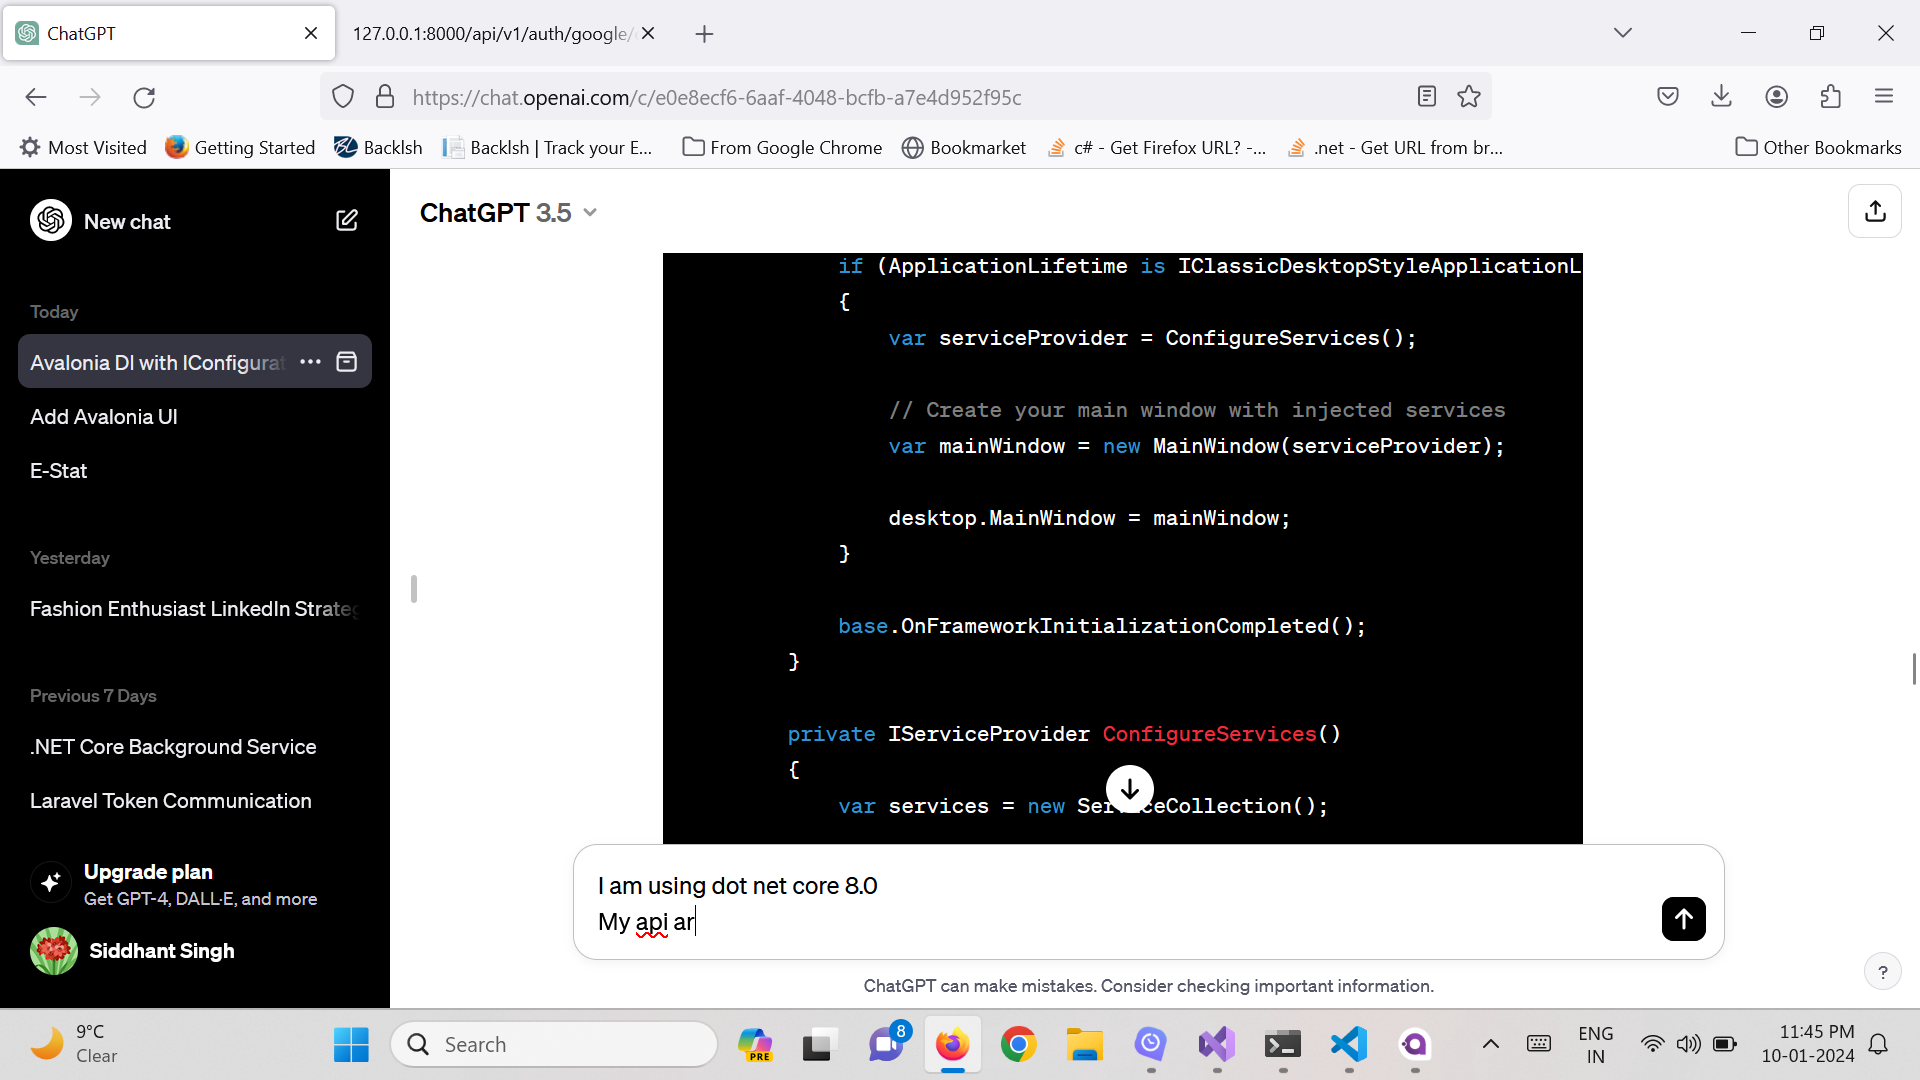 ChatGPT
127.0.0.1:8000/api/v1/auth/google/
https://chat.openai.com/c/e0e8ecf6-6aaf-4048-bcfb-a7e4d952f95c
Most Visited
Getting Started
Backlsh
Backlsh | Track your E...
From Google Chrome
Bookmarket
c# - Get Firefox URL? -...
.net - Get URL from br...
Other Bookmarks
New chat
Today
Avalonia DI with IConfigurat
Add Avalonia UI
E-Stat
Yesterday
Fashion Enthusiast LinkedIn Strateg
Previous 7 Days
.NET Core Background Service
Laravel Token Communication
Upgrade plan
Get GPT-4, DALL·E, and more
Siddhant Singh
ChatGPT 3.5
if (ApplicationLifetime is IClassicDesktopStyleApplicationL
{
var serviceProvider = ConfigureServices();
// Create your main window with injected services
var mainWindow = new MainWindow(serviceProvider);
desktop.MainWindow = mainWindow;
}
base.OnFrameworkInitializationCompleted();
}
private IServiceProvider ConfigureServices()
{
var services = new ServiceCollection();
I am using dot net core 8.0
My api ar
ChatGPT can make mistakes. Consider checking important information.
?
9°C
Clear
Search
PRE
8
ENG
IN
11:45 PM
10-01-2024